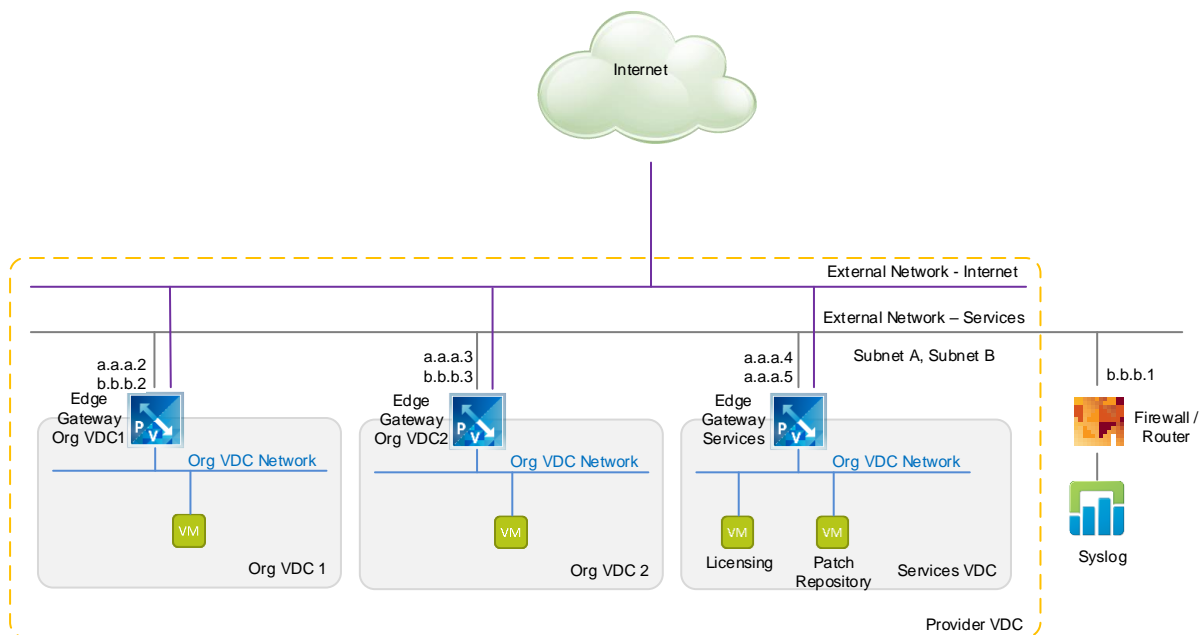 Internet
External Network - Internet
External Network – Services
Subnet A, Subnet B
a.a.a.2
b.b.b.2
a.a.a.3
b.b.b.3
a.a.a.4
a.a.a.5
b.b.b.1
Edge
Gateway
Org VDC1
P
V
Edge
Gateway
Org VDC2
P
V
Edge
Gateway
Services
P
V
Firewall /
Router
Org VDC Network
Org VDC Network
Org VDC Network
VM
VM
VM
VM
Licensing
Patch
Repository
Syslog
Org VDC 1
Org VDC 2
Services VDC
Provider VDC